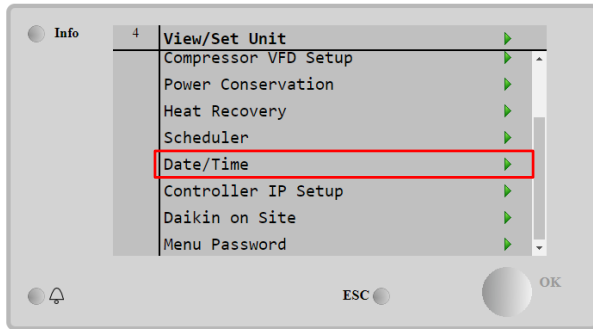 Info
4 View/Set Unit
Compressor VFD Setup
Power Conservation
Heat Recovery
Scheduler
Date/Time
Controller IP Setup
Daikin on Site
Menu Password
ESC
OK